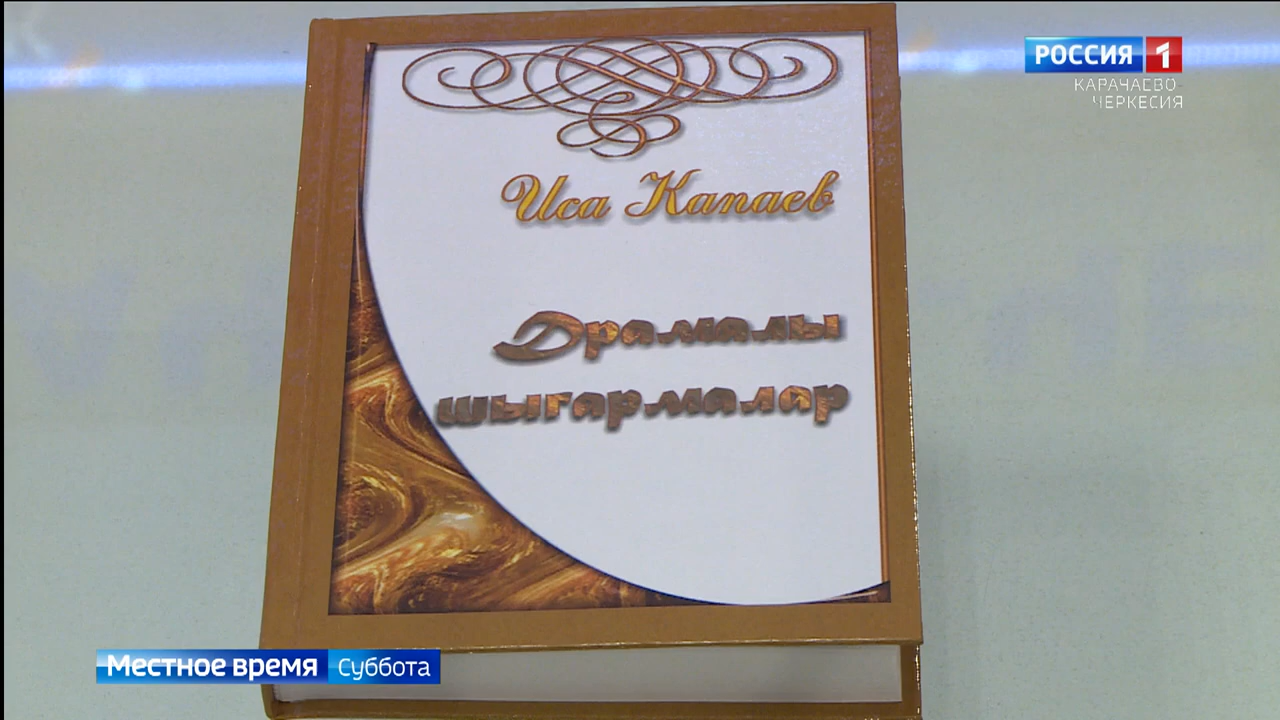 РОССИЯ 1
КАРАЧАЕВО-
ЧЕРКЕСИЯ
Иса Капаев
Драмалы
шыгармалар
Местное время Суббота